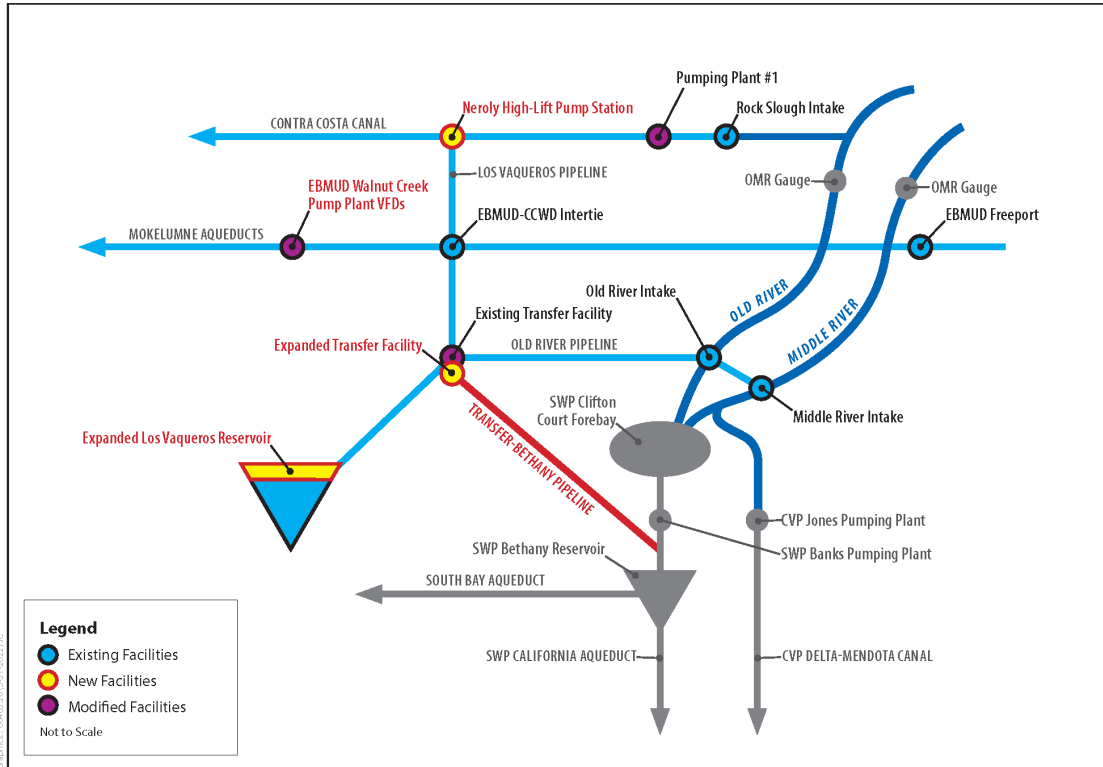 Pumping Plant #1
Neroly High-Lift Pump Station
Rock Slough Intake
CONTRA COSTA CANAL
LOS VAQUEROS PIPELINE
OMR Gauge
OMR Gauge
EBMUD Walnut Creek
Pump Plant VFDs
EBMUD-CCWD Intertie
EBMUD Freeport
MOKELUMNE AQUEDUCTS
Old River Intake
OLD RIVER
MIDDLE RIVER
Existing Transfer Facility
Expanded Transfer Facility
OLD RIVER PIPELINE
SWP Clifton
Court Forebay
Middle River Intake
TRANSFER-BETHANY PIPELINE
Expanded Los Vaqueros Reservoir
CVP Jones Pumping Plant
SWP Banks Pumping Plant
SWP Bethany Reservoir
SOUTH BAY AQUEDUCT
SWP CALIFORNIA AQUEDUCT
CVP DELTA-MENDOTA CANAL
Legend
Existing Facilities
New Facilities
Modified Facilities
Not to Scale